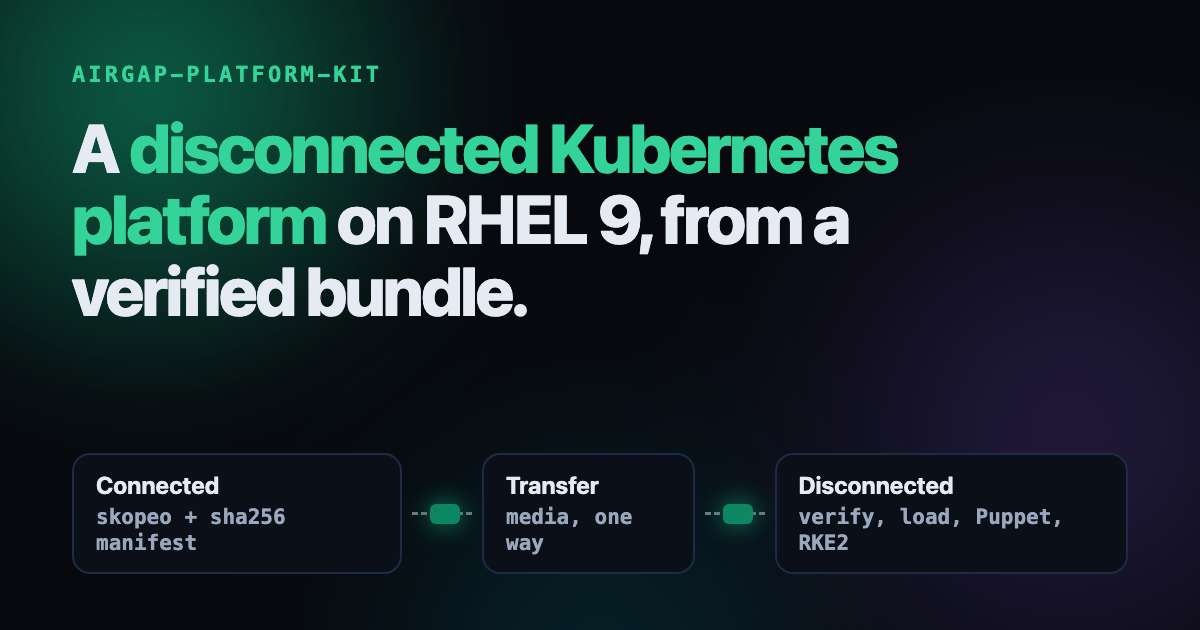 AIRGAP-PLATFORM-KIT
A disconnected Kubernetes
platform on RHEL 9, from a
verified bundle.
Connected
skopeo + sha256
manifest
Transfer
media, one
way
Disconnected
verify, load, Puppet,
RKE2